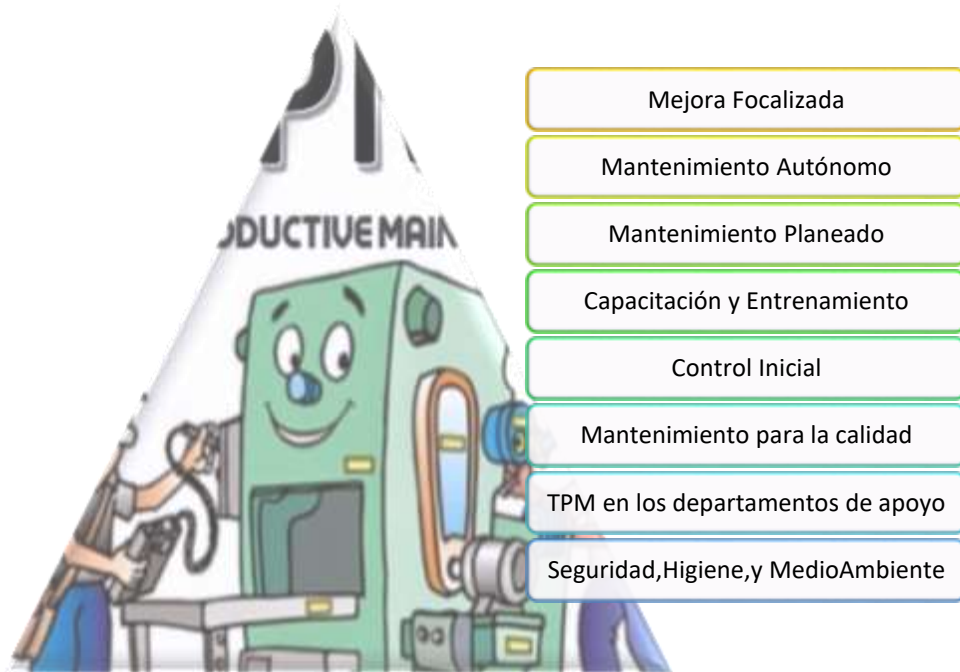 ODUCTIVE MAIN
Mejora Focalizada
Mantenimiento Autónomo
Mantenimiento Planeado
Capacitación y Entrenamiento
Control Inicial
Mantenimiento para la calidad
TPM en los departamentos de apoyo
Seguridad,Higiene,y MedioAmbiente